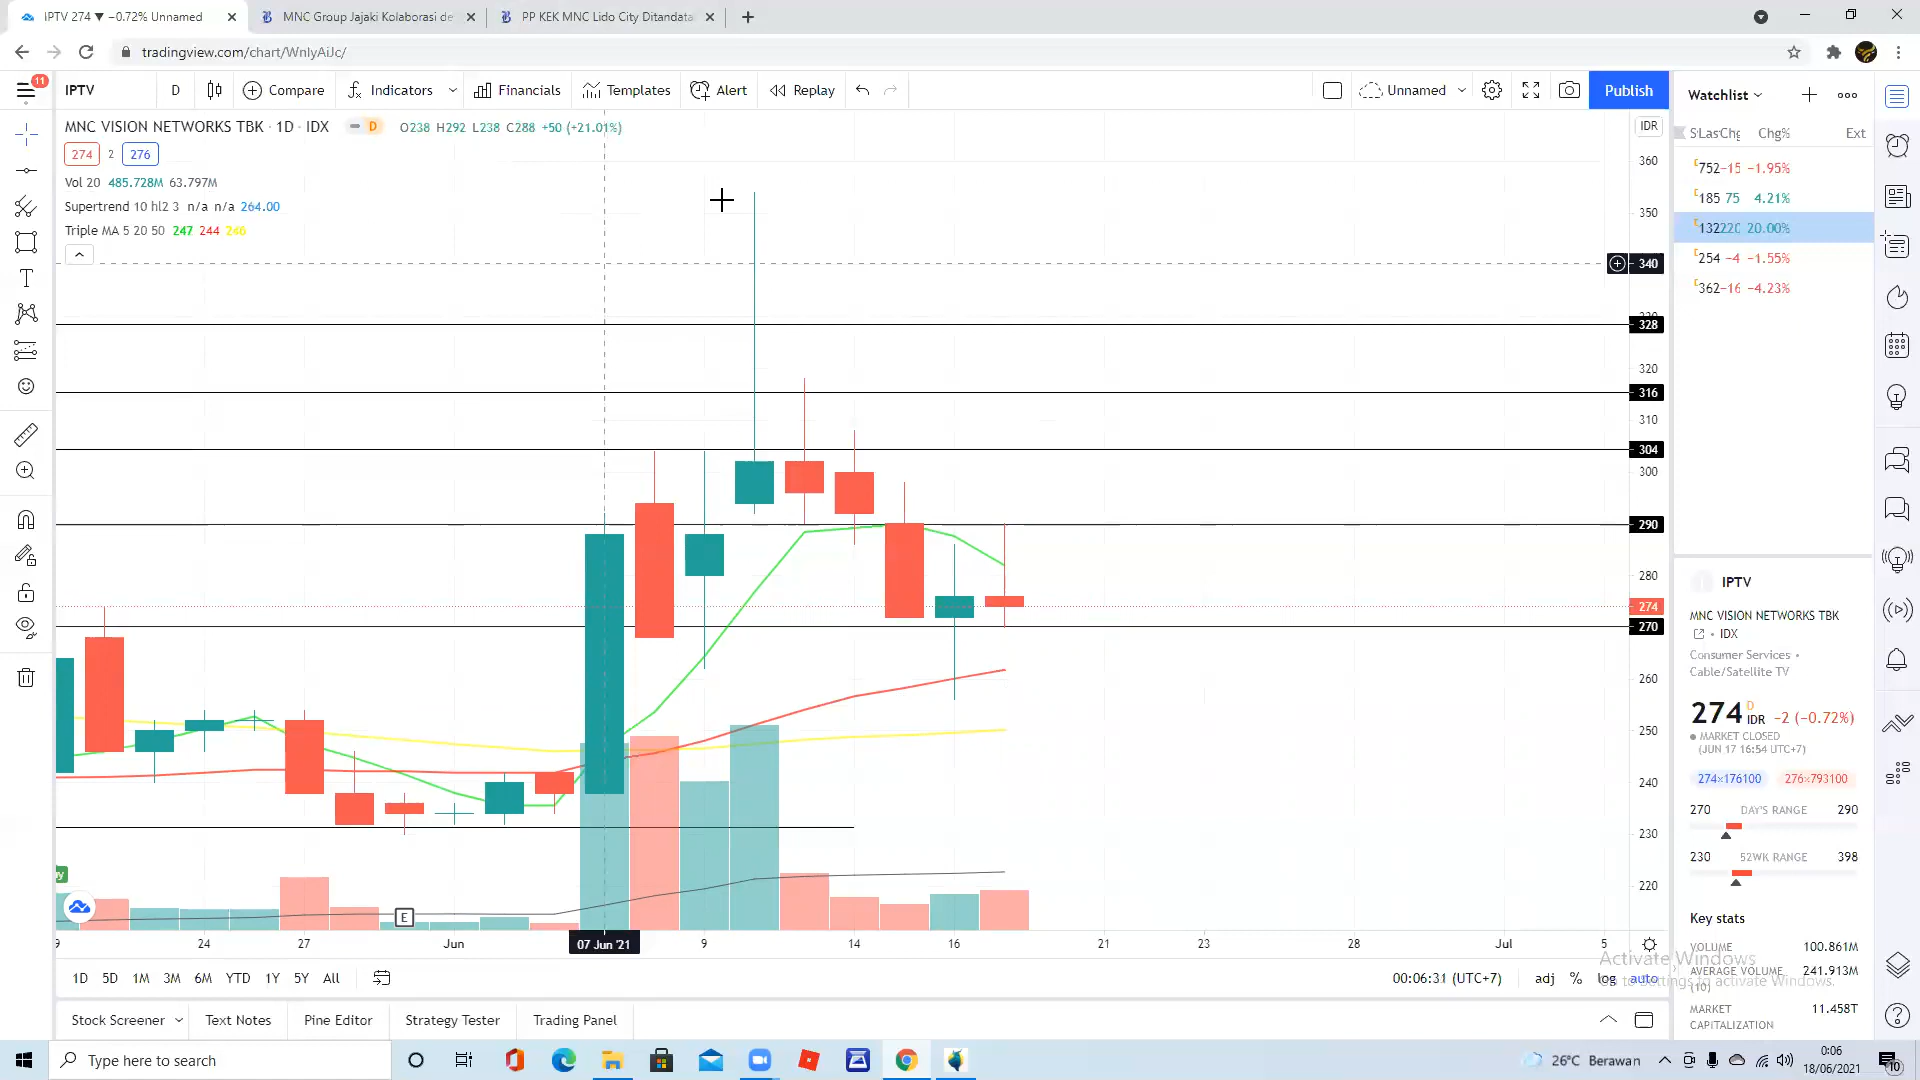 IPTV 274 ▼ −0.72% Unnamed
MNC Group Jajaki Kolaborasi de
PP KEK MNC Lido City Ditandata
tradingview.com/chart/WnlyAiJc/
11
IPTV
D
Compare
Indicators
Financials
Templates
Alert
Replay
Unnamed
Publish
Watchlist
MNC VISION NETWORKS TBK · 1D · IDX
D
O238 H292 L238 C288 +50 (+21.01%)
274 2 276
Vol 20 485.728M 63.797M
Supertrend 10 hl2 3 n/a n/a 264.00
Triple MA 5 20 50 247 244 246
IDR
360
350
340
328
320
316
310
304
300
290
280
274
270
260
250
240
230
220
Chg% Ext
752 −15 −1.95%
185 75 4.21%
20.00%
254 −4 −1.55%
362 −16 −4.23%
IPTV
MNC VISION NETWORKS TBK
• IDX
Consumer Services •
Cable/Satellite TV
274 D IDR −2 (−0.72%)
● MARKET CLOSED
(JUN 17 16:54 UTC+7)
274×176100 276×793100
270 DAY'S RANGE 290
230 52WK RANGE 398
Key stats
VOLUME 100.861M
AVERAGE VOLUME (10) 241.913M
MARKET CAPITALIZATION 11.458T
E
24 27 Jun 07 Jun '21 9 14 16 21 23 28 Jul 5
1D 5D 1M 3M 6M YTD 1Y 5Y All
00:06:31 (UTC+7) adj % log auto
Activate Windows
Go to Settings to activate Windows.
Stock Screener Text Notes Pine Editor Strategy Tester Trading Panel
Type here to search
26°C Berawan
0:06
18/06/2021
10